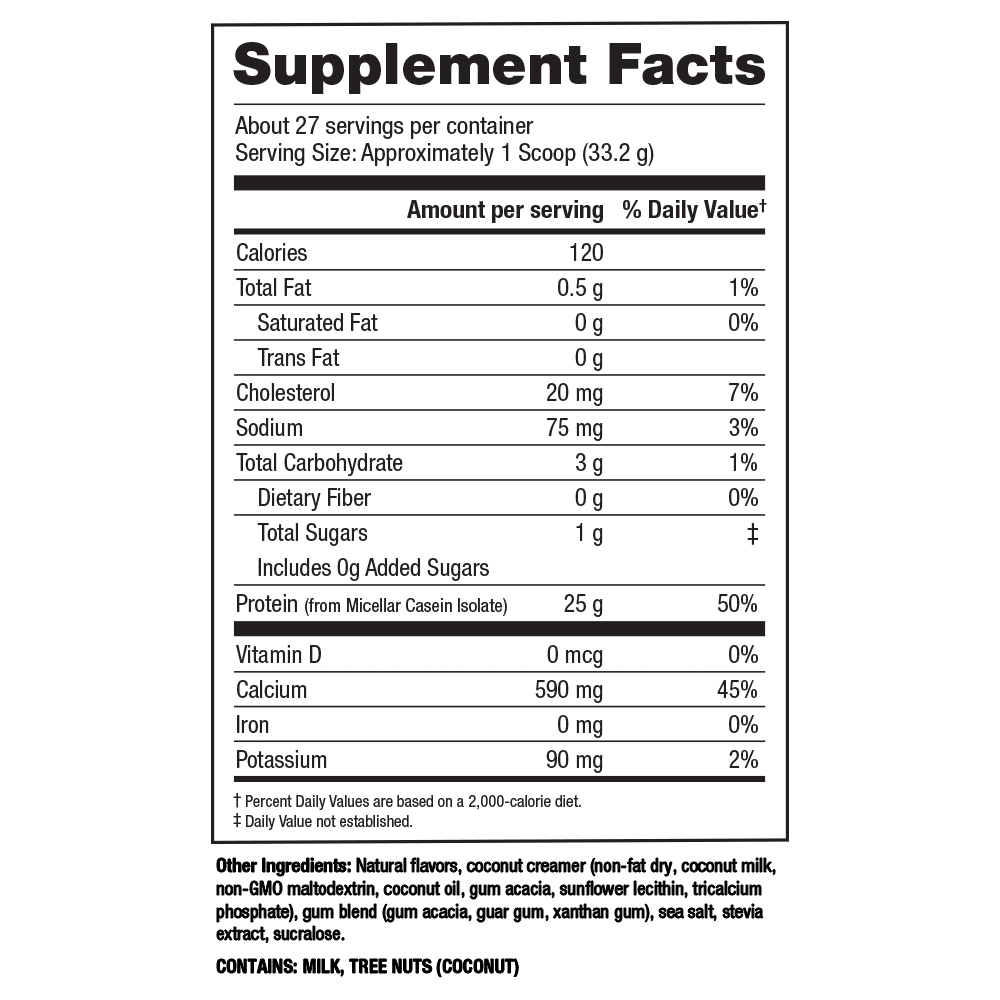 Supplement Facts
About 27 servings per container
Serving Size: Approximately 1 Scoop (33.2 g)
Amount per serving % Daily Value†
Calories 120
Total Fat 0.5 g 1%
Saturated Fat 0 g 0%
Trans Fat 0 g
Cholesterol 20 mg 7%
Sodium 75 mg 3%
Total Carbohydrate 3 g 1%
Dietary Fiber 0 g 0%
Total Sugars 1 g ‡
Includes 0g Added Sugars
Protein (from Micellar Casein Isolate) 25 g 50%
Vitamin D 0 mcg 0%
Calcium 590 mg 45%
Iron 0 mg 0%
Potassium 90 mg 2%
† Percent Daily Values are based on a 2,000-calorie diet.
‡ Daily Value not established.
Other Ingredients: Natural flavors, coconut creamer (non-fat dry, coconut milk,
non-GMO maltodextrin, coconut oil, gum acacia, sunflower lecithin, tricalcium
phosphate), gum blend (gum acacia, guar gum, xanthan gum), sea salt, stevia
extract, sucralose.
CONTAINS: MILK, TREE NUTS (COCONUT)